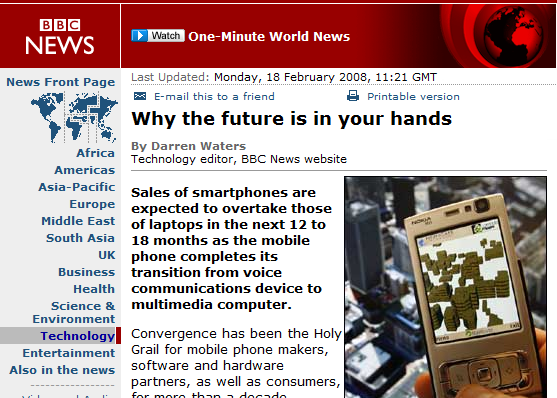 BBC
NEWS
Watch One-Minute World News
News Front Page
Africa
Americas
Asia-Pacific
Europe
Middle East
South Asia
UK
Business
Health
Science &
Environment
Technology
Entertainment
Also in the news
Last Updated: Monday, 18 February 2008, 11:21 GMT
E-mail this to a friend
Printable version
Why the future is in your hands
By Darren Waters
Technology editor, BBC News website
Sales of smartphones are
expected to overtake those
of laptops in the next 12 to
18 months as the mobile
phone completes its
transition from voice
communications device to
multimedia computer.
Convergence has been the Holy
Grail for mobile phone makers,
software and hardware
partners, as well as consumers,
for more than a decade
NOKIA